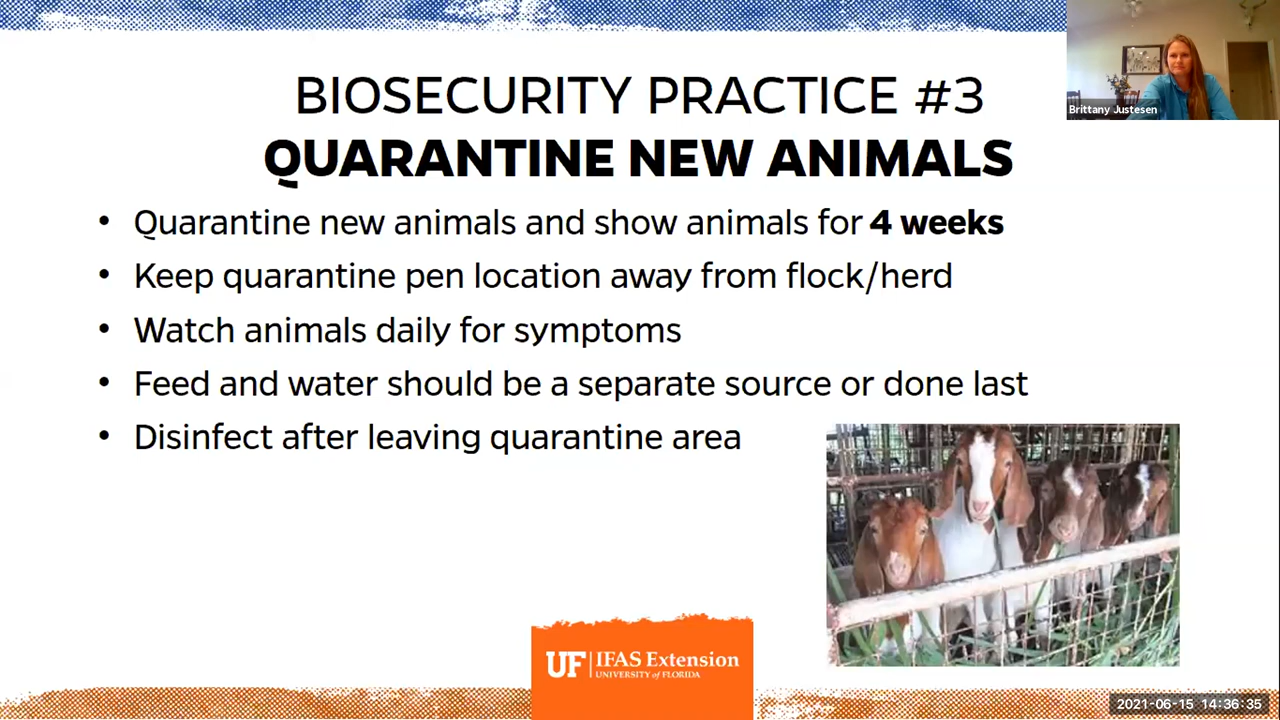 BIOSECURITY PRACTICE #3
QUARANTINE NEW ANIMALS
Brittany Justesen
• Quarantine new animals and show animals for 4 weeks
• Keep quarantine pen location away from flock/herd
• Watch animals daily for symptoms
• Feed and water should be a separate source or done last
• Disinfect after leaving quarantine area
UF | IFAS Extension
UNIVERSITY of FLORIDA
2021-06-15 14:36:35